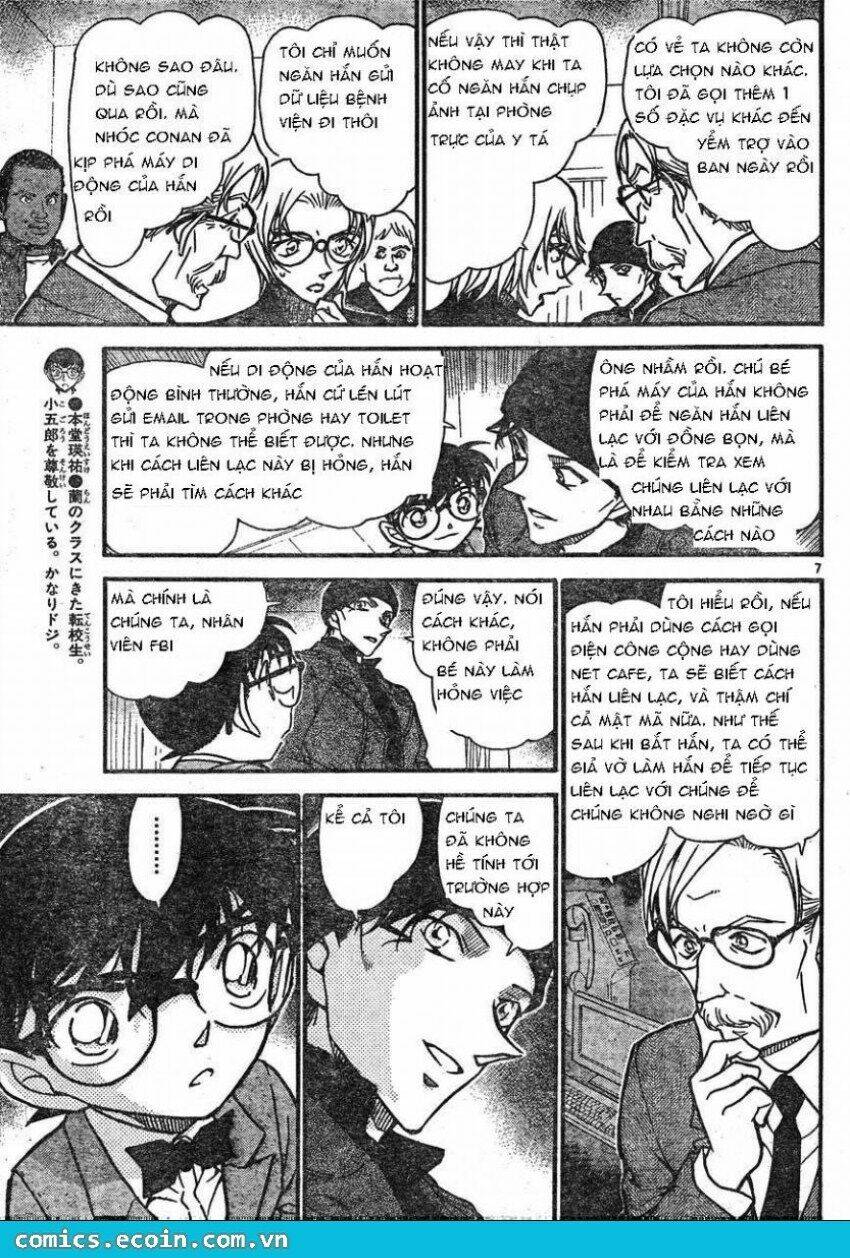 CÓ VẺ TA KHÔNG CÒN
LỰA CHỌN NÀO KHÁC.
TÔI ĐÃ GỌI THÊM 1
SỐ ĐẶC VỤ KHÁC ĐẾN
YỂM TRỢ VÀO
BAN NGÀY RỒI
NẾU VẬY THÌ THẬT
KHÔNG MAY KHI TA
CỐ NGĂN HẮN CHỤP
ẢNH TẠI PHÒNG
TRỰC CỦA Y TÁ
TÔI CHỈ MUỐN
NGĂN HẮN GỬI
DỮ LIỆU BỆNH
VIỆN ĐI THÔI
KHÔNG SAO ĐÂU.
DÙ SAO CŨNG
QUA RỒI. MÀ
NHÓC CONAN ĐÃ
KỊP PHÁ MÁY DI
ĐỘNG CỦA HẮN
RỒI
ÔNG NHẦM RỒI. CHÚ BÉ
PHÁ MÁY CỦA HẮN KHÔNG
PHẢI ĐỂ NGĂN HẮN LIÊN
LẠC VỚI ĐỒNG BỌN, MÀ
LÀ ĐỂ KIỂM TRA XEM
CHÚNG LIÊN LẠC VỚI
NHAU BẰNG NHỮNG
CÁCH NÀO
NẾU DI ĐỘNG CỦA HẮN HOẠT
ĐỘNG BÌNH THƯỜNG, HẮN CỨ LÉN LÚT
GỬI EMAIL TRONG PHÒNG HAY TOILET
THÌ TA KHÔNG THỂ BIẾT ĐƯỢC. NHƯNG
KHI CÁCH LIÊN LẠC NÀY BỊ HỎNG, HẮN
SẼ PHẢI TÌM CÁCH KHÁC
●本堂瑛祐●蘭のクラスにきた転校生。
小五郎を尊敬している。かなりドジ。
7
TÔI HIỂU RỒI, NẾU
HẮN PHẢI DÙNG CÁCH GỌI
ĐIỆN CÔNG CỘNG HAY DÙNG
NET CAFE, TA SẼ BIẾT CÁCH
HẮN LIÊN LẠC, VÀ THẬM CHÍ
CẢ MẬT MÃ NỮA. NHƯ THẾ
SAU KHI BẮT HẮN, TA CÓ THỂ
GIẢ VỜ LÀM HẮN ĐỂ TIẾP TỤC
LIÊN LẠC VỚI CHÚNG ĐỂ
CHÚNG KHÔNG NGHI NGỜ GÌ
ĐÚNG VẬY. NÓI
CÁCH KHÁC,
KHÔNG PHẢI
BÉ NÀY LÀM
HỎNG VIỆC
MÀ CHÍNH LÀ
CHÚNG TA, NHÂN
VIÊN FBI
CHÚNG TA
ĐÃ KHÔNG
HỀ TÍNH TỚI
TRƯỜNG HỢP
NÀY
KỂ CẢ TÔI
........
comics.ecoin.com.vn